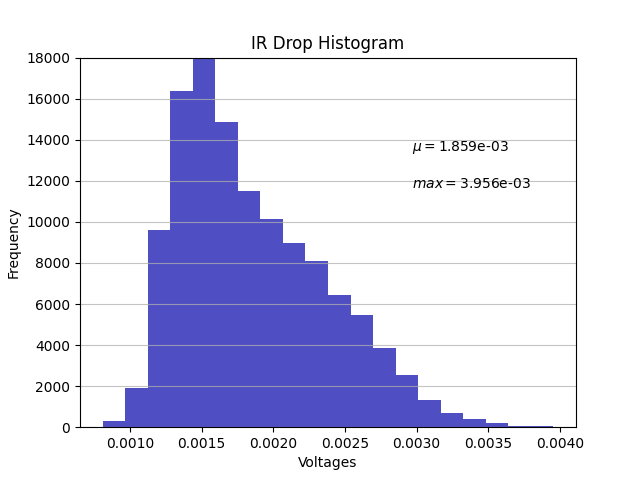 IR Drop Histogram
18000
16000
14000
12000
10000
8000
6000
4000
2000
0
Frequency
μ = 1.859e-03
max = 3.956e-03
0.0010 0.0015 0.0020 0.0025 0.0030 0.0035 0.0040
Voltages